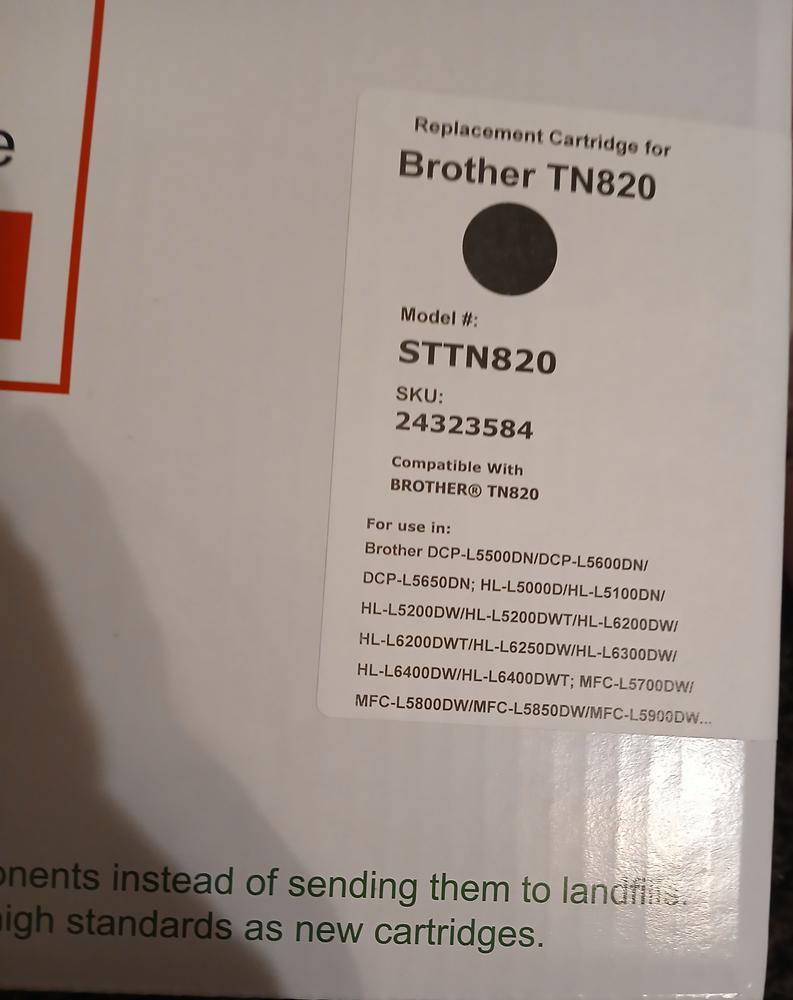 e
Replacement Cartridge for
Brother TN820
Model #:
STTN820
SKU:
24323584
Compatible With
BROTHER® TN820
For use in:
Brother DCP-L5500DN/DCP-L5600DN/
DCP-L5650DN; HL-L5000D/HL-L5100DN/
HL-L5200DW/HL-L5200DWT/HL-L6200DW/
HL-L6200DWT/HL-L6250DW/HL-L6300DW/
HL-L6400DW/HL-L6400DWT; MFC-L5700DW/
MFC-L5800DW/MFC-L5850DW/MFC-L5900DW...
onents instead of sending them to landfills.
igh standards as new cartridges.